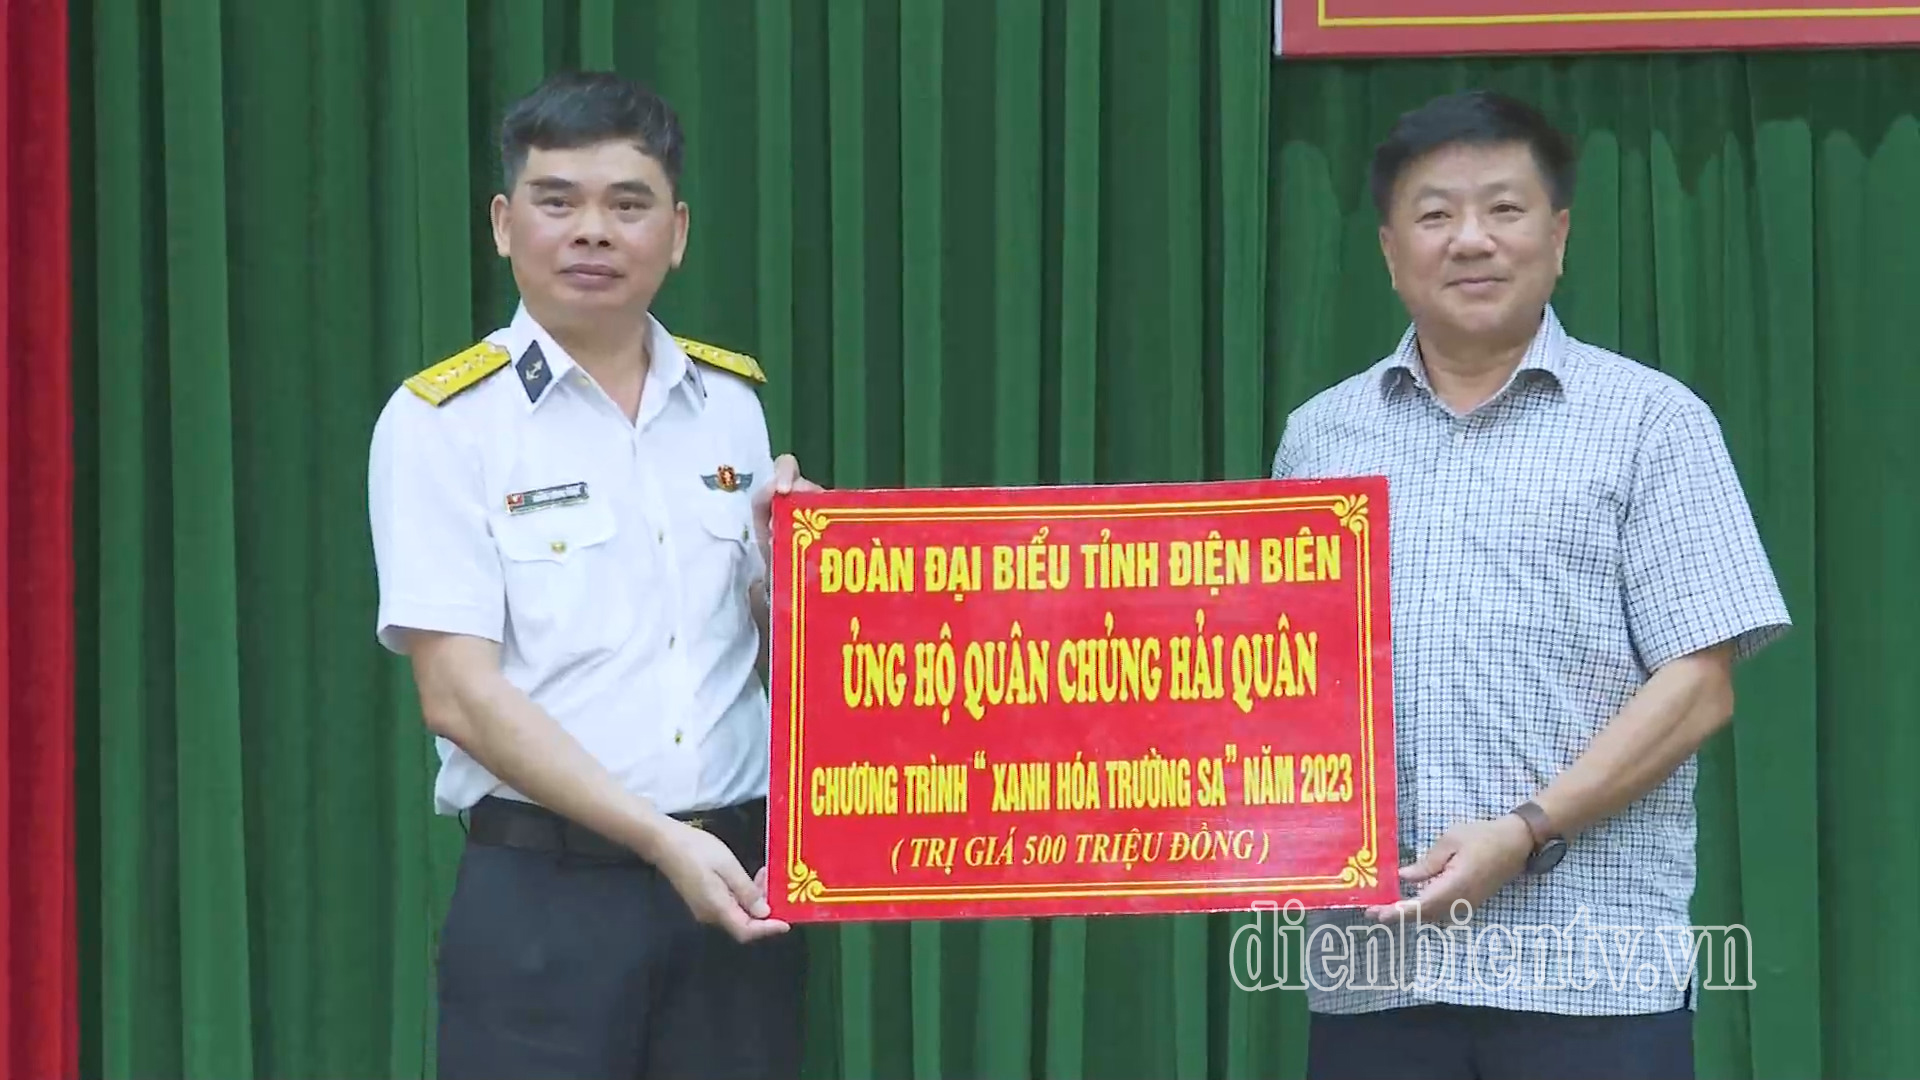 ĐOÀN ĐẠI BIỂU TỈNH ĐIỆN BIÊN
ỦNG HỘ QUÂN CHỦNG HẢI QUÂN
CHƯƠNG TRÌNH “ XANH HÓA TRƯỜNG SA” NĂM 2023
( TRỊ GIÁ 500 TRIỆU ĐỒNG )
dienbientv.vn